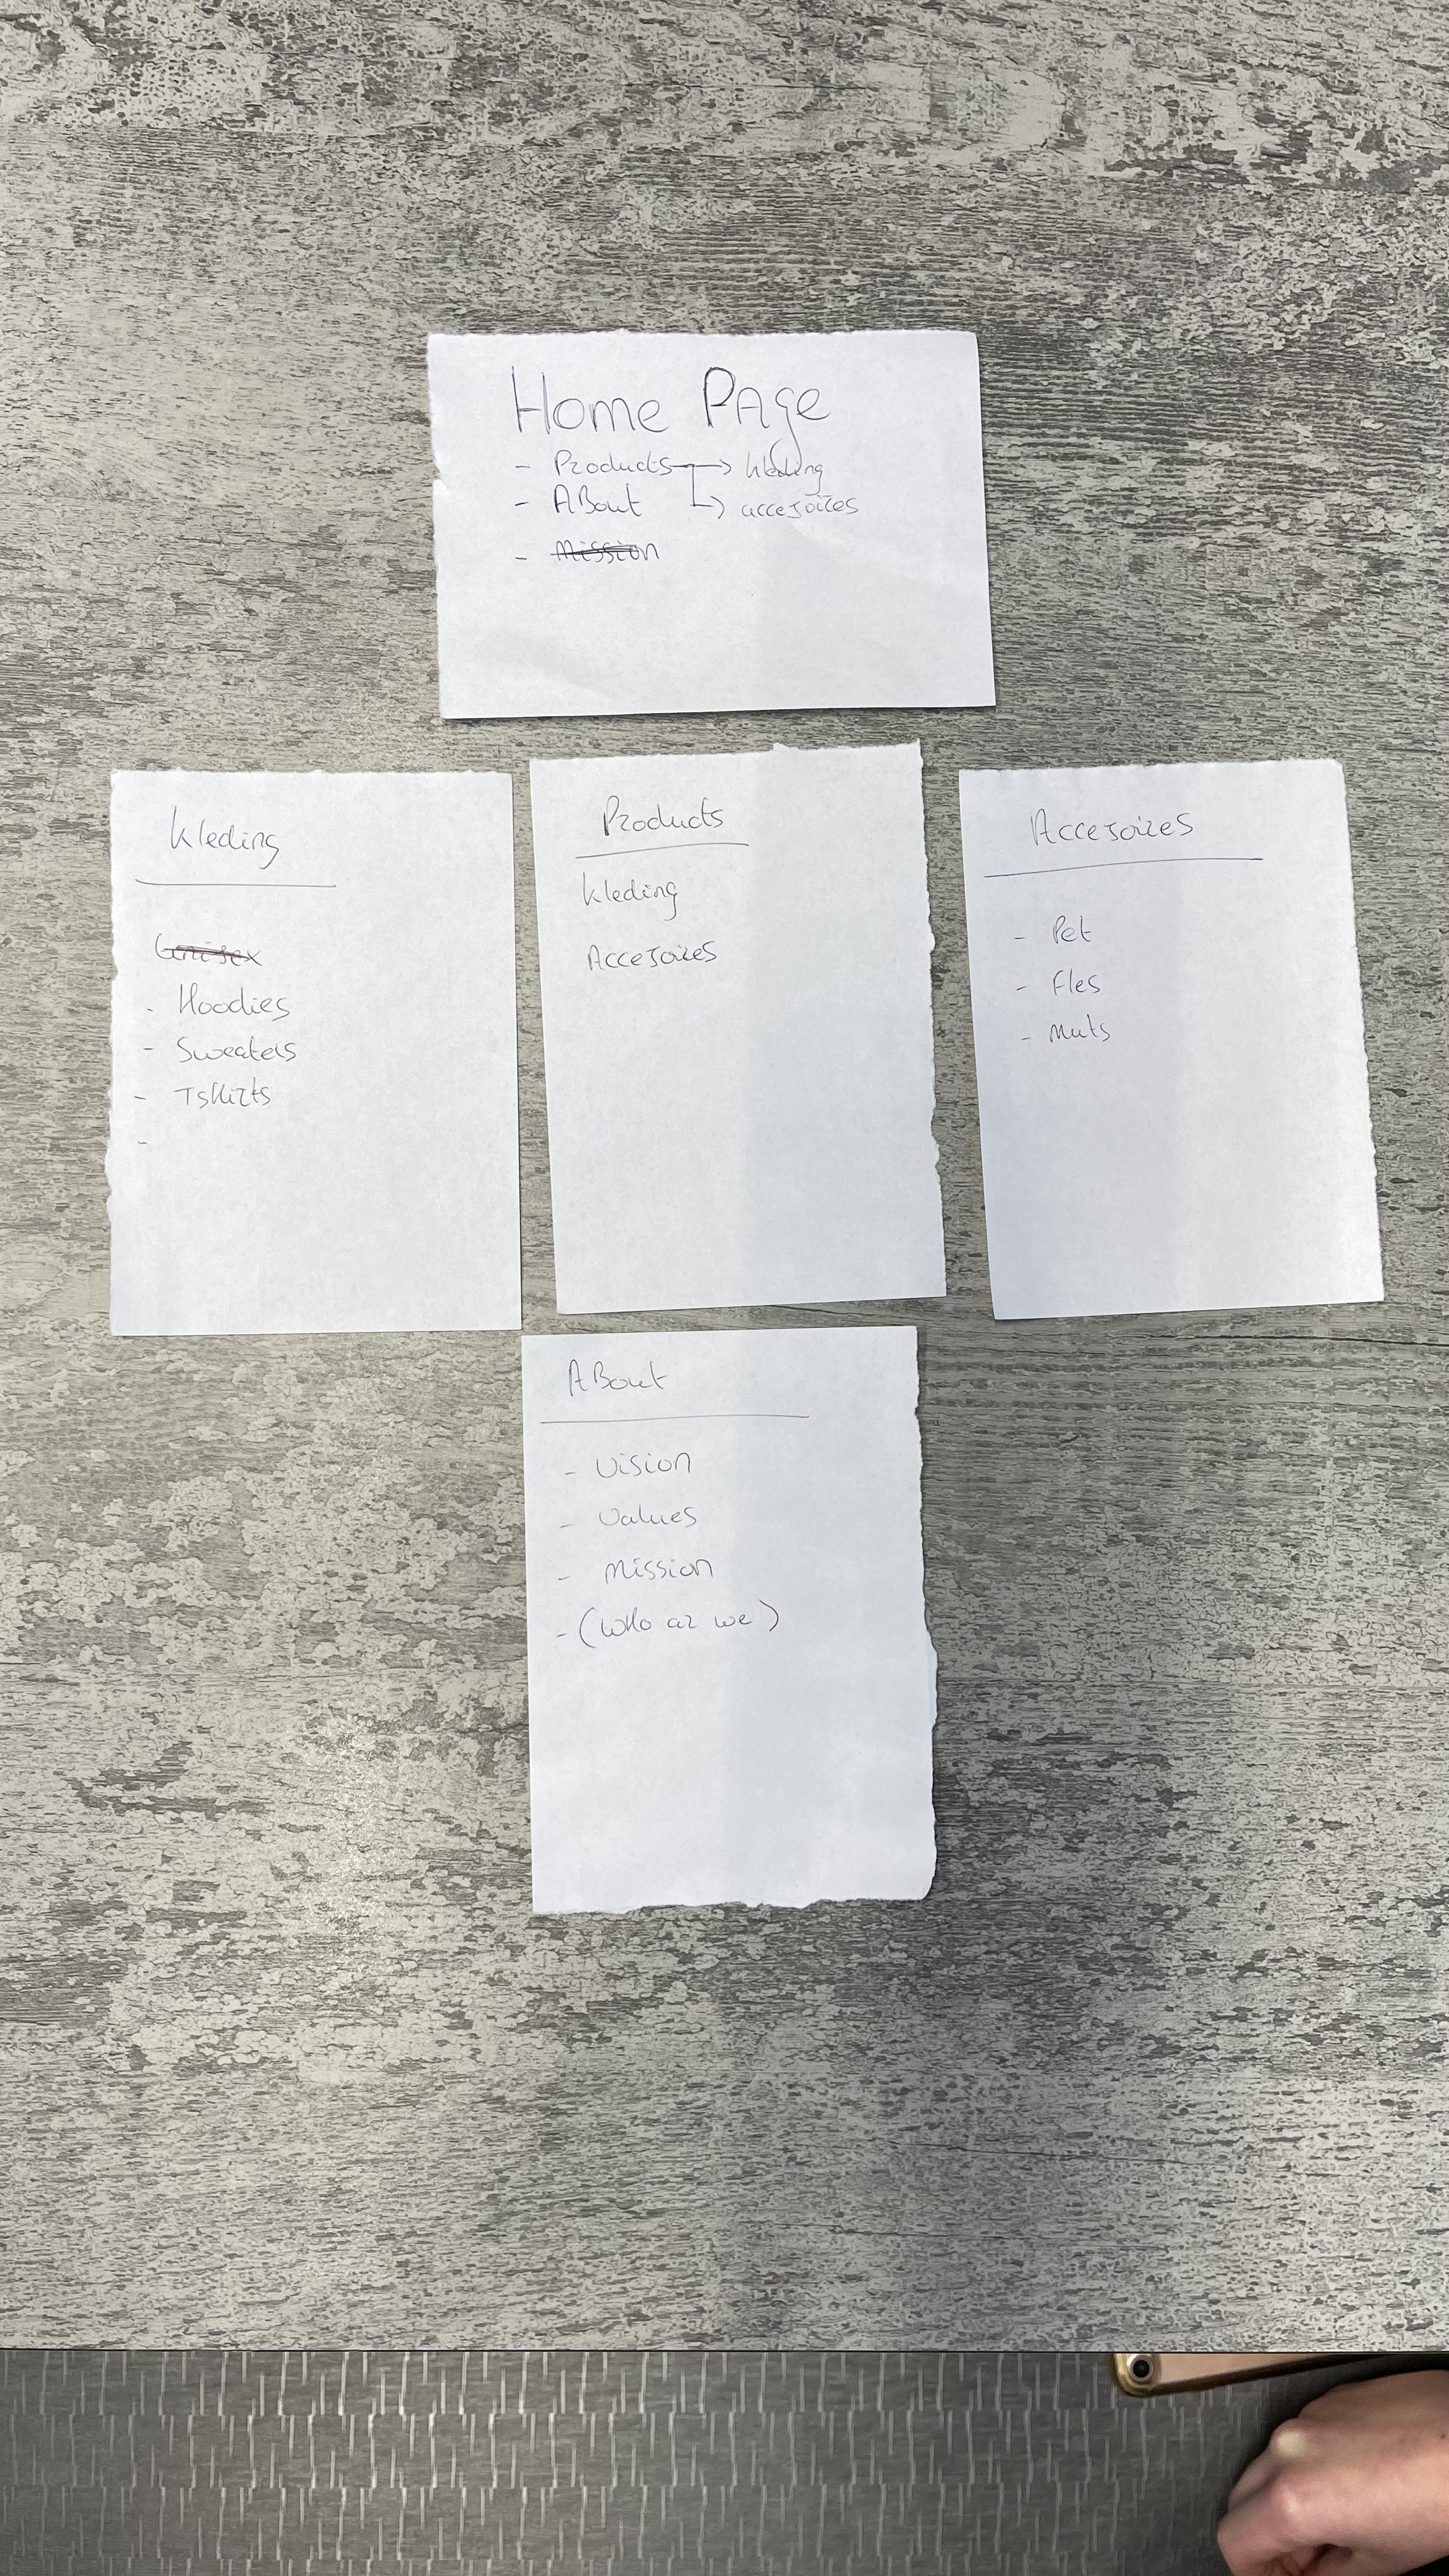 Home Page
- Products → kleding
- ABout → accesoires
- Mission
Kleding
Unisex
- Hoodies
- Sweaters
- Tshirts
-
Products
kleding
Accesoires
Accesoires
- Pet
- Fles
- Muts
ABout
- Vision
- Values
- Mission
- (Who ar we)